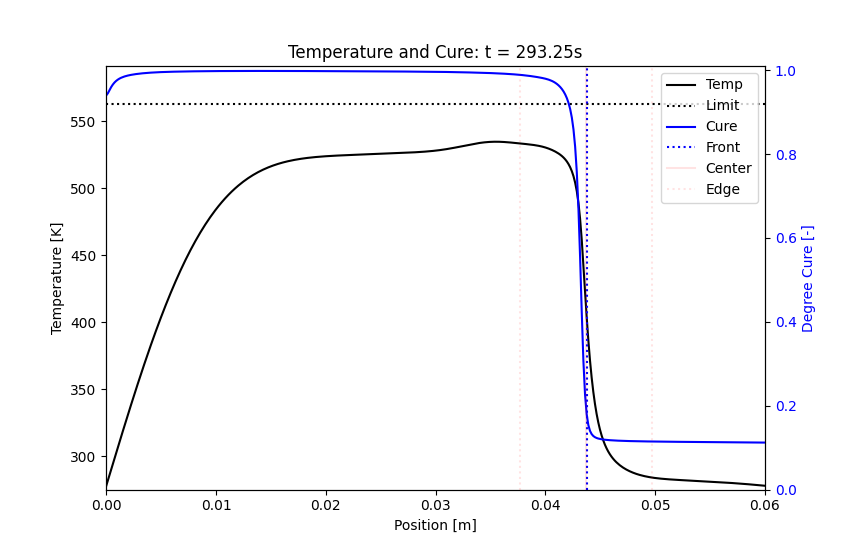 Temperature and Cure: t = 293.25s
Temp
Limit
Cure
Front
Center
Edge
550
500
450
400
350
300
Temperature [K]
1.0
0.8
0.6
0.4
0.2
0.0
Degree Cure [-]
0.00 0.01 0.02 0.03 0.04 0.05 0.06
Position [m]